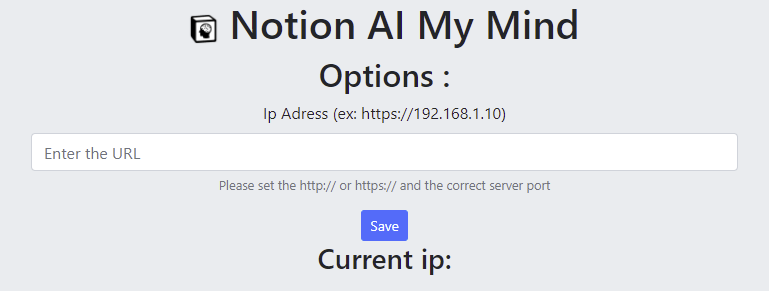 Notion AI My Mind
Options :
Ip Adress (ex: https://192.168.1.10)
Enter the URL
Please set the http:// or https:// and the correct server port
Save
Current ip: